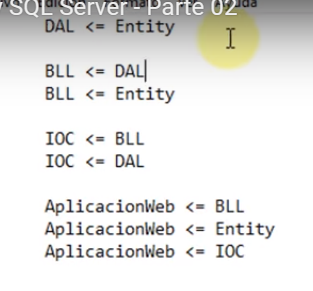 SQL Server - Parte 02
DAL <= Entity
BLL <= DAL
BLL <= Entity
IOC <= BLL
IOC <= DAL
AplicacionWeb <= BLL
AplicacionWeb <= Entity
AplicacionWeb <= IOC